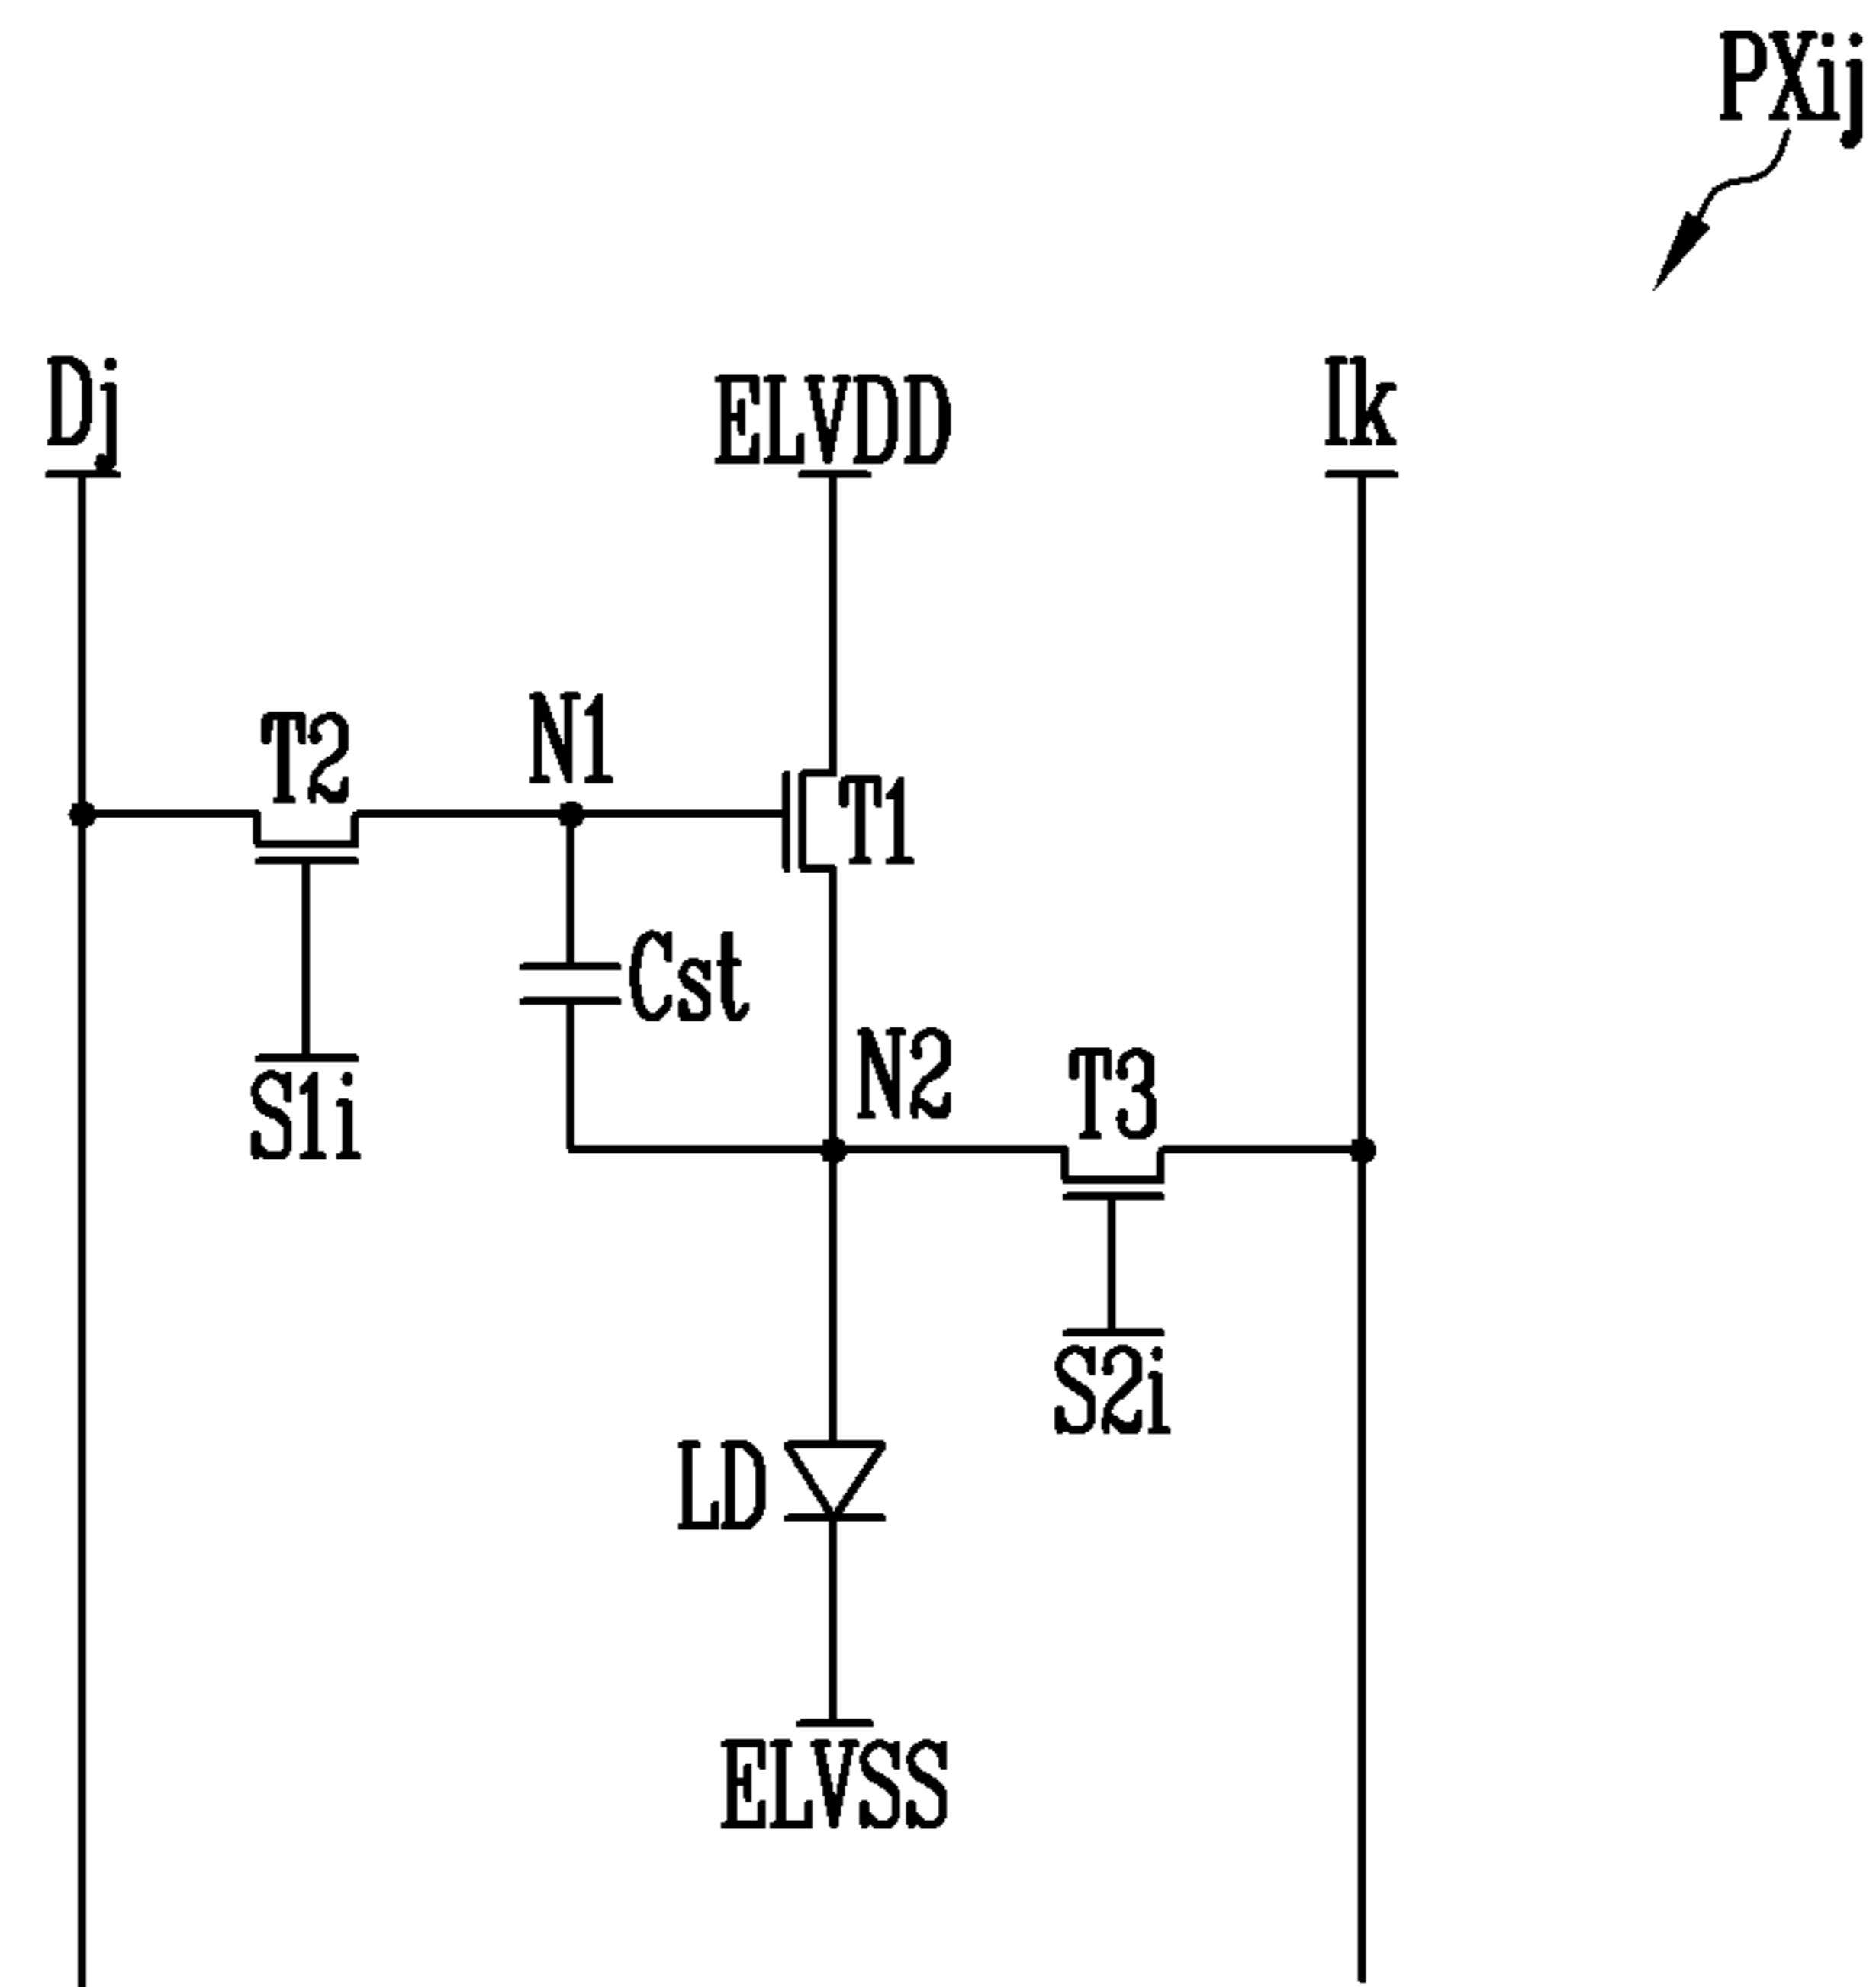 PXij
Dj
ELVDD
Ik
T2
N1
T1
Cst
N2
T3
S1i
S2i
LD
ELVSS